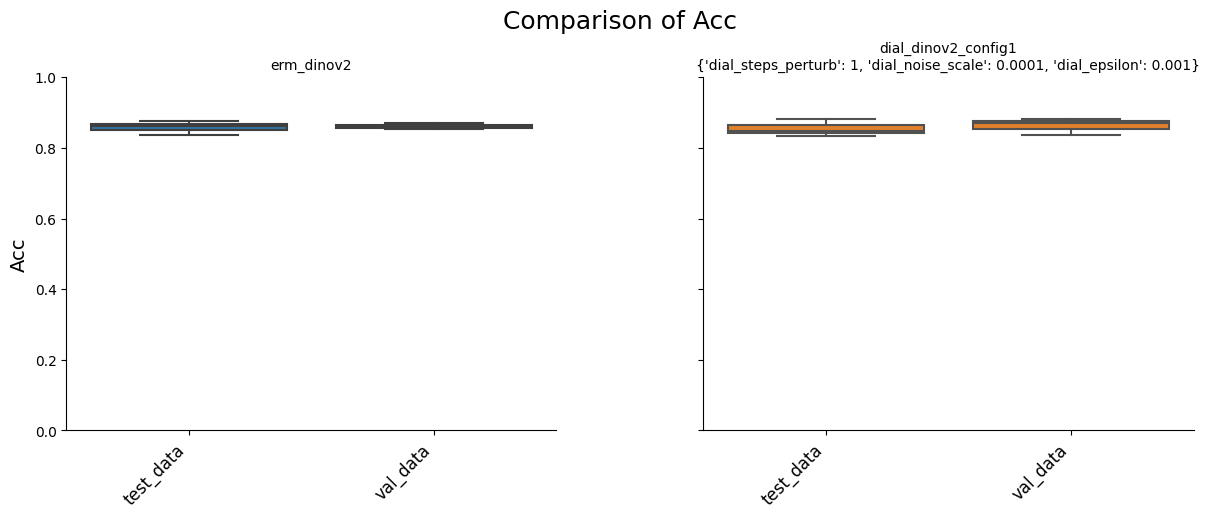 Comparison of Acc
erm_dinov2
dial_dinov2_config1
{'dial_steps_perturb': 1, 'dial_noise_scale': 0.0001, 'dial_epsilon': 0.001}
1.0
0.8
0.6
0.4
0.2
0.0
Acc
test_data
val_data
test_data
val_data